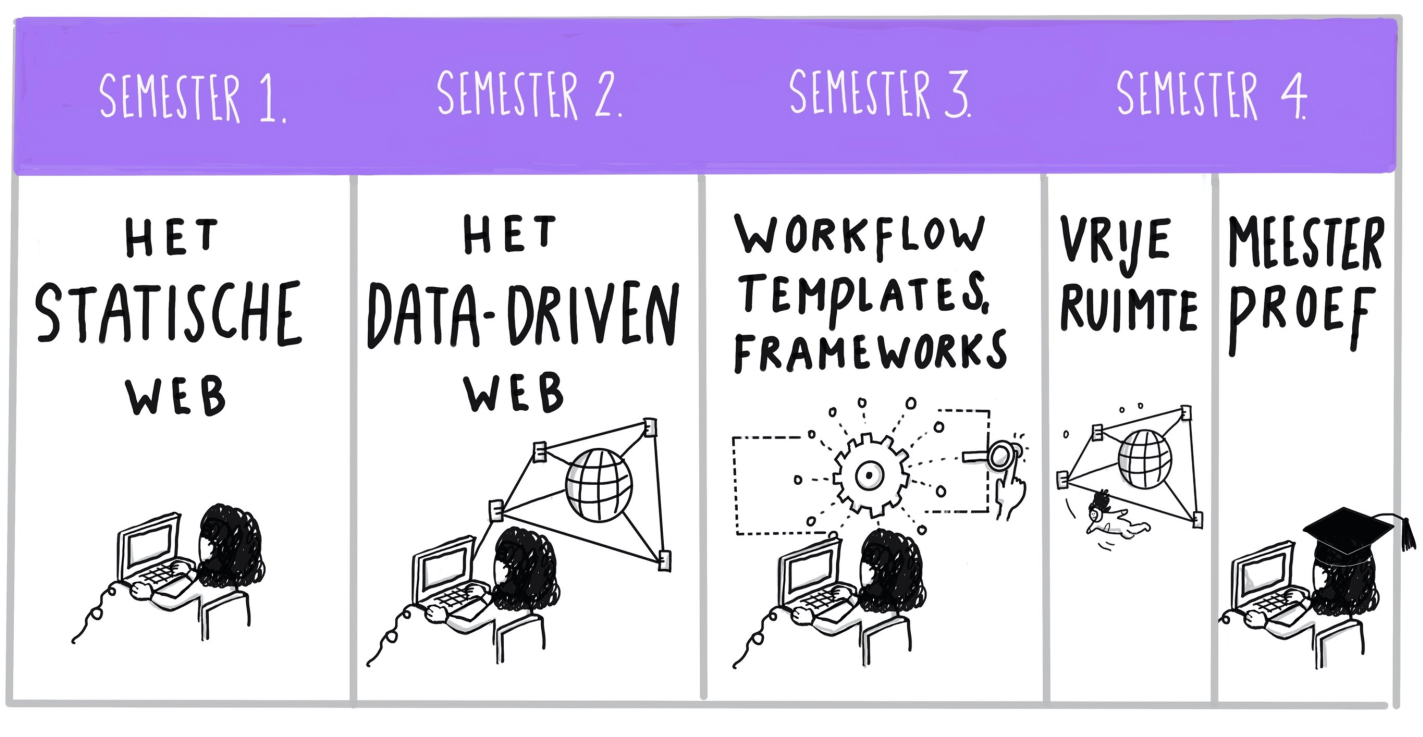 SEMESTER 1.
SEMESTER 2.
SEMESTER 3.
SEMESTER 4.
HET
STATISCHE
WEB
HET
DATA-DRIVEN
WEB
WORKFLOW
TEMPLATES,
FRAMEWORKS
VRIJE
RUIMTE
MEESTER
PROEF